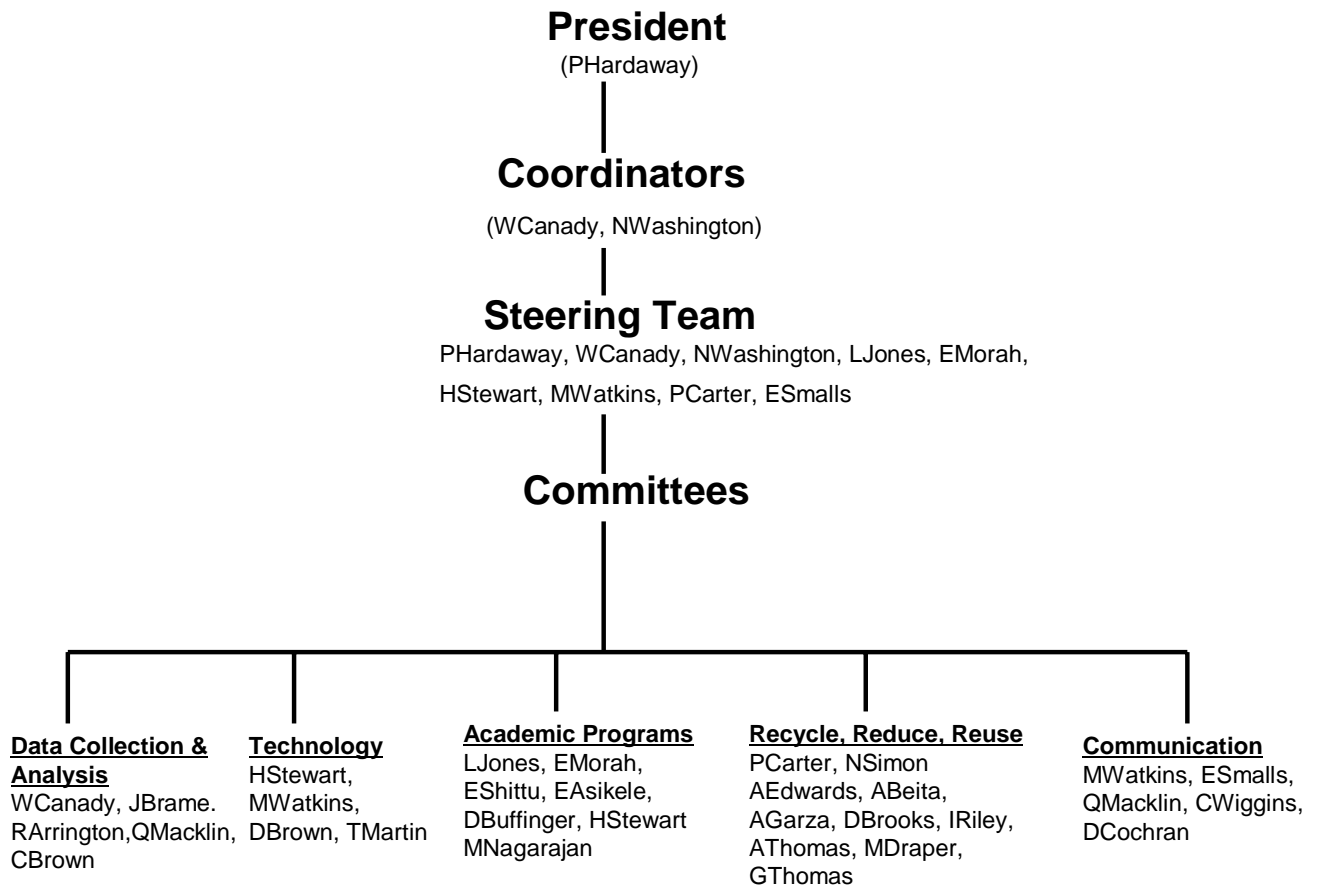 President
(PHardaway)
Coordinators
(WCanady, NWashington)
Steering Team
PHardaway, WCanady, NWashington, LJones, EMorah,
HStewart, MWatkins, PCarter, ESmalls
Committees
Data Collection &
Analysis
WCanady, JBrame.
RArrington,QMacklin,
CBrown
Technology
HStewart,
MWatkins,
DBrown, TMartin
Academic Programs
LJones, EMorah,
EShittu, EAsikele,
DBuffinger, HStewart
MNagarajan
Recycle, Reduce, Reuse
PCarter, NSimon
AEdwards, ABeita,
AGarza, DBrooks, IRiley,
AThomas, MDraper,
GThomas
Communication
MWatkins, ESmalls,
QMacklin, CWiggins,
DCochran